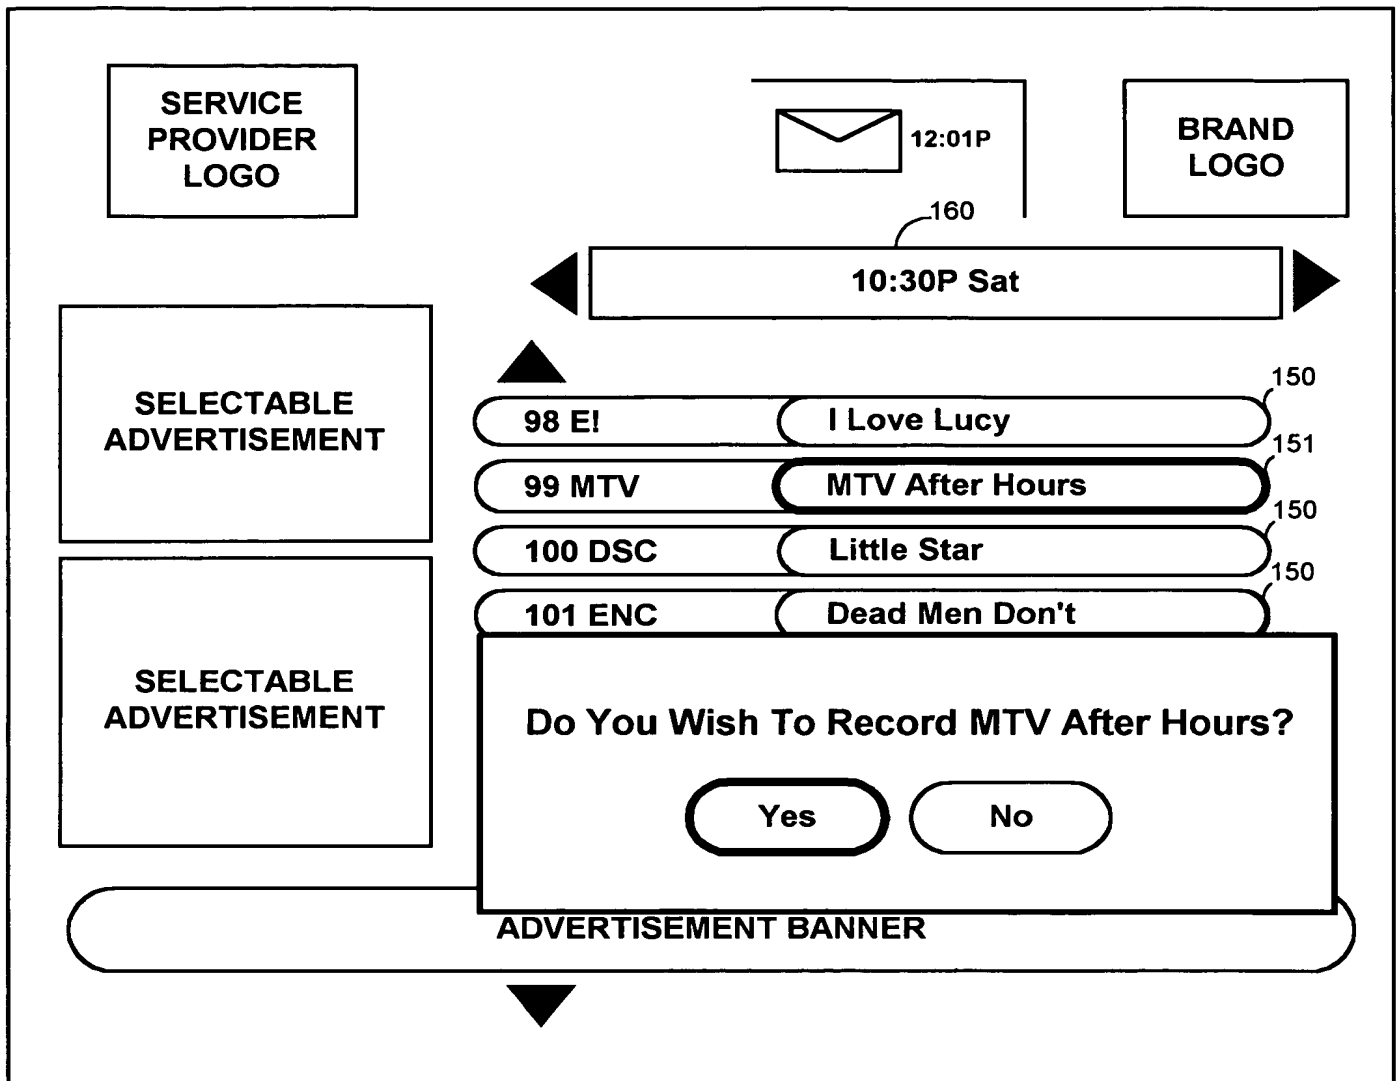 SERVICE
PROVIDER
LOGO
12:01P
BRAND
LOGO
160
10:30P Sat
SELECTABLE
ADVERTISEMENT
150
98 E! I Love Lucy
151
99 MTV MTV After Hours
150
100 DSC Little Star
150
101 ENC Dead Men Don't
SELECTABLE
ADVERTISEMENT
Do You Wish To Record MTV After Hours?
Yes No
ADVERTISEMENT BANNER